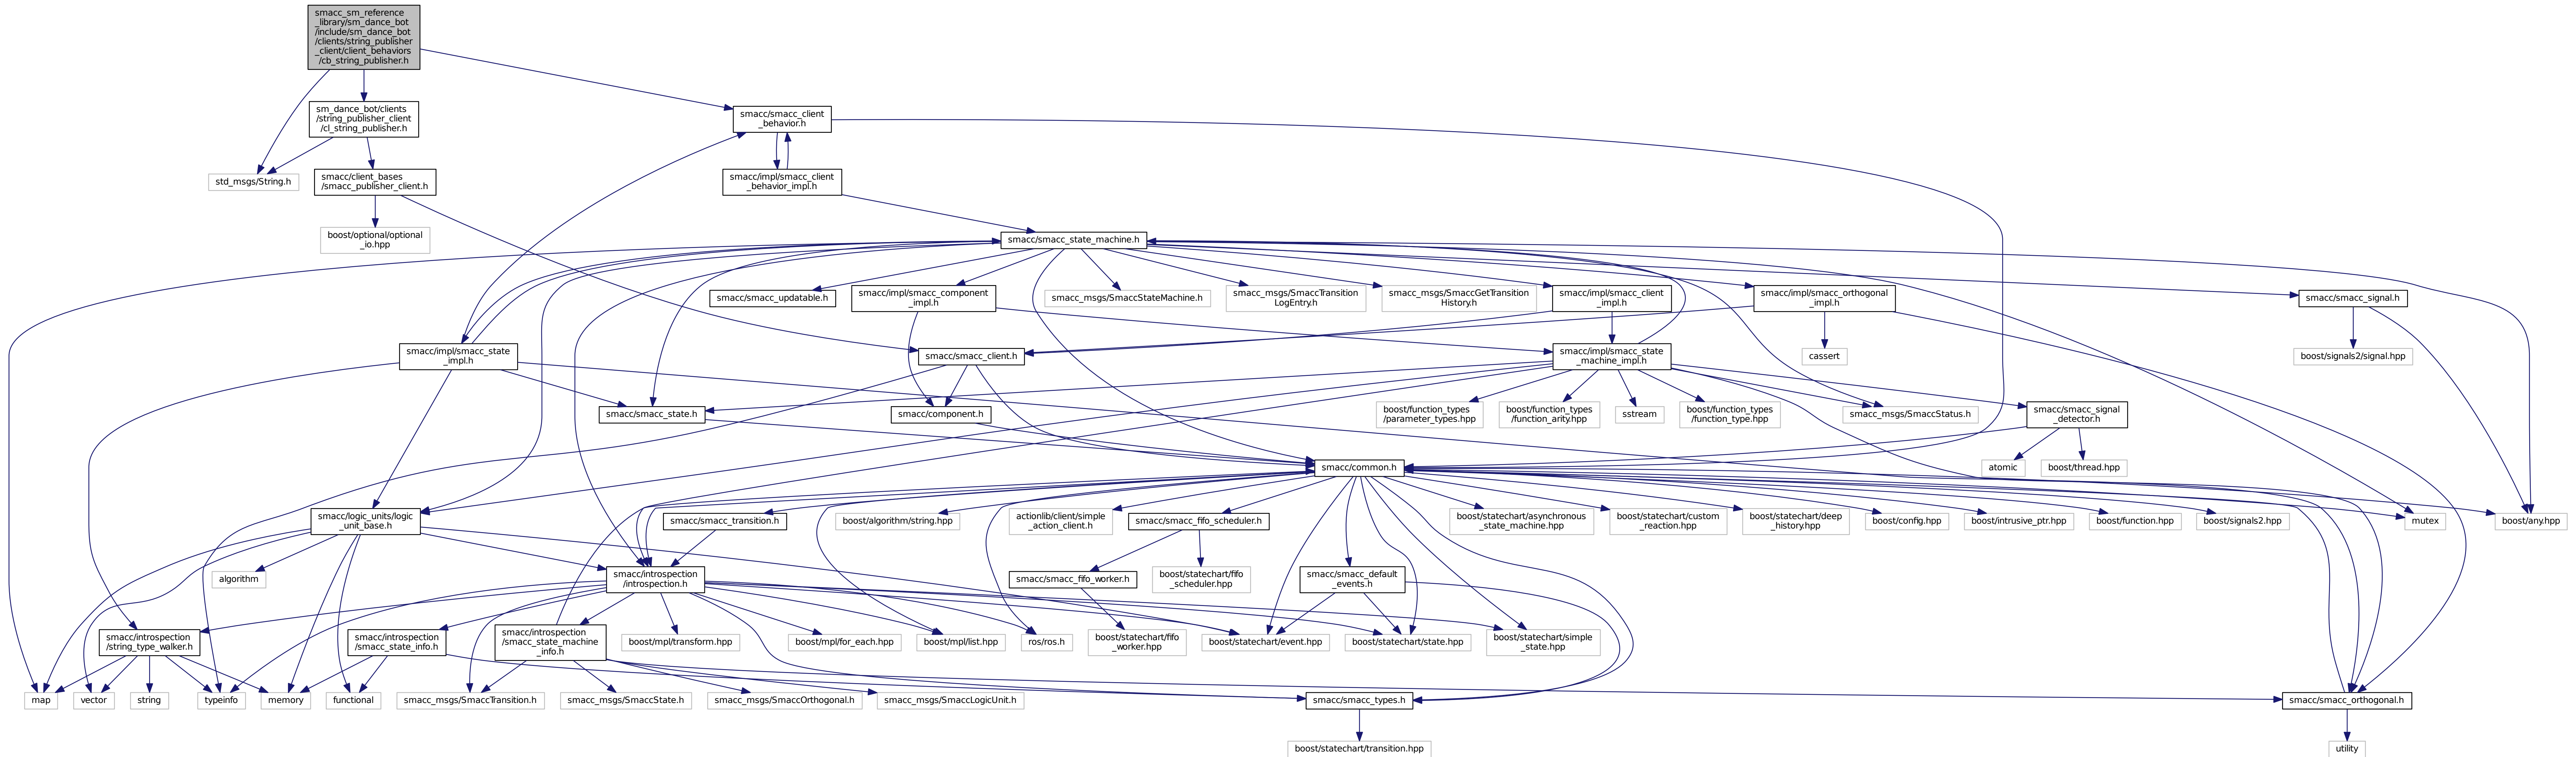 smacc_sm_reference
_library/sm_dance_bot
/include/sm_dance_bot
/clients/string_publisher
_client/client_behaviors
/cb_string_publisher.h
sm_dance_bot/clients
/string_publisher_client
/cl_string_publisher.h
smacc/smacc_client
_behavior.h
std_msgs/String.h
smacc/client_bases
/smacc_publisher_client.h
smacc/impl/smacc_client
_behavior_impl.h
boost/optional/optional
_io.hpp
smacc/smacc_state_machine.h
smacc/smacc_updatable.h
smacc/impl/smacc_component
_impl.h
smacc_msgs/SmaccStateMachine.h
smacc_msgs/SmaccTransition
LogEntry.h
smacc_msgs/SmaccGetTransition
History.h
smacc/impl/smacc_client
_impl.h
smacc/impl/smacc_orthogonal
_impl.h
smacc/smacc_signal.h
smacc/impl/smacc_state
_impl.h
smacc/smacc_client.h
smacc/impl/smacc_state
_machine_impl.h
cassert
boost/signals2/signal.hpp
smacc/smacc_state.h
smacc/component.h
boost/function_types
/parameter_types.hpp
boost/function_types
/function_arity.hpp
sstream
boost/function_types
/function_type.hpp
smacc_msgs/SmaccStatus.h
smacc/smacc_signal
_detector.h
smacc/common.h
atomic
boost/thread.hpp
smacc/logic_units/logic
_unit_base.h
smacc/smacc_transition.h
boost/algorithm/string.hpp
actionlib/client/simple
_action_client.h
smacc/smacc_fifo_scheduler.h
boost/statechart/asynchronous
_state_machine.hpp
boost/statechart/custom
_reaction.hpp
boost/statechart/deep
_history.hpp
boost/config.hpp
boost/intrusive_ptr.hpp
boost/function.hpp
boost/signals2.hpp
mutex
boost/any.hpp
algorithm
smacc/introspection
/introspection.h
smacc/smacc_fifo_worker.h
boost/statechart/fifo
_scheduler.hpp
smacc/smacc_default
_events.h
smacc/introspection
/string_type_walker.h
smacc/introspection
/smacc_state_info.h
smacc/introspection
/smacc_state_machine
_info.h
boost/mpl/transform.hpp
boost/mpl/for_each.hpp
boost/mpl/list.hpp
ros/ros.h
boost/statechart/fifo
_worker.hpp
boost/statechart/event.hpp
boost/statechart/state.hpp
boost/statechart/simple
_state.hpp
map
vector
string
typeinfo
memory
functional
smacc_msgs/SmaccTransition.h
smacc_msgs/SmaccState.h
smacc_msgs/SmaccOrthogonal.h
smacc_msgs/SmaccLogicUnit.h
smacc/smacc_types.h
smacc/smacc_orthogonal.h
boost/statechart/transition.hpp
utility